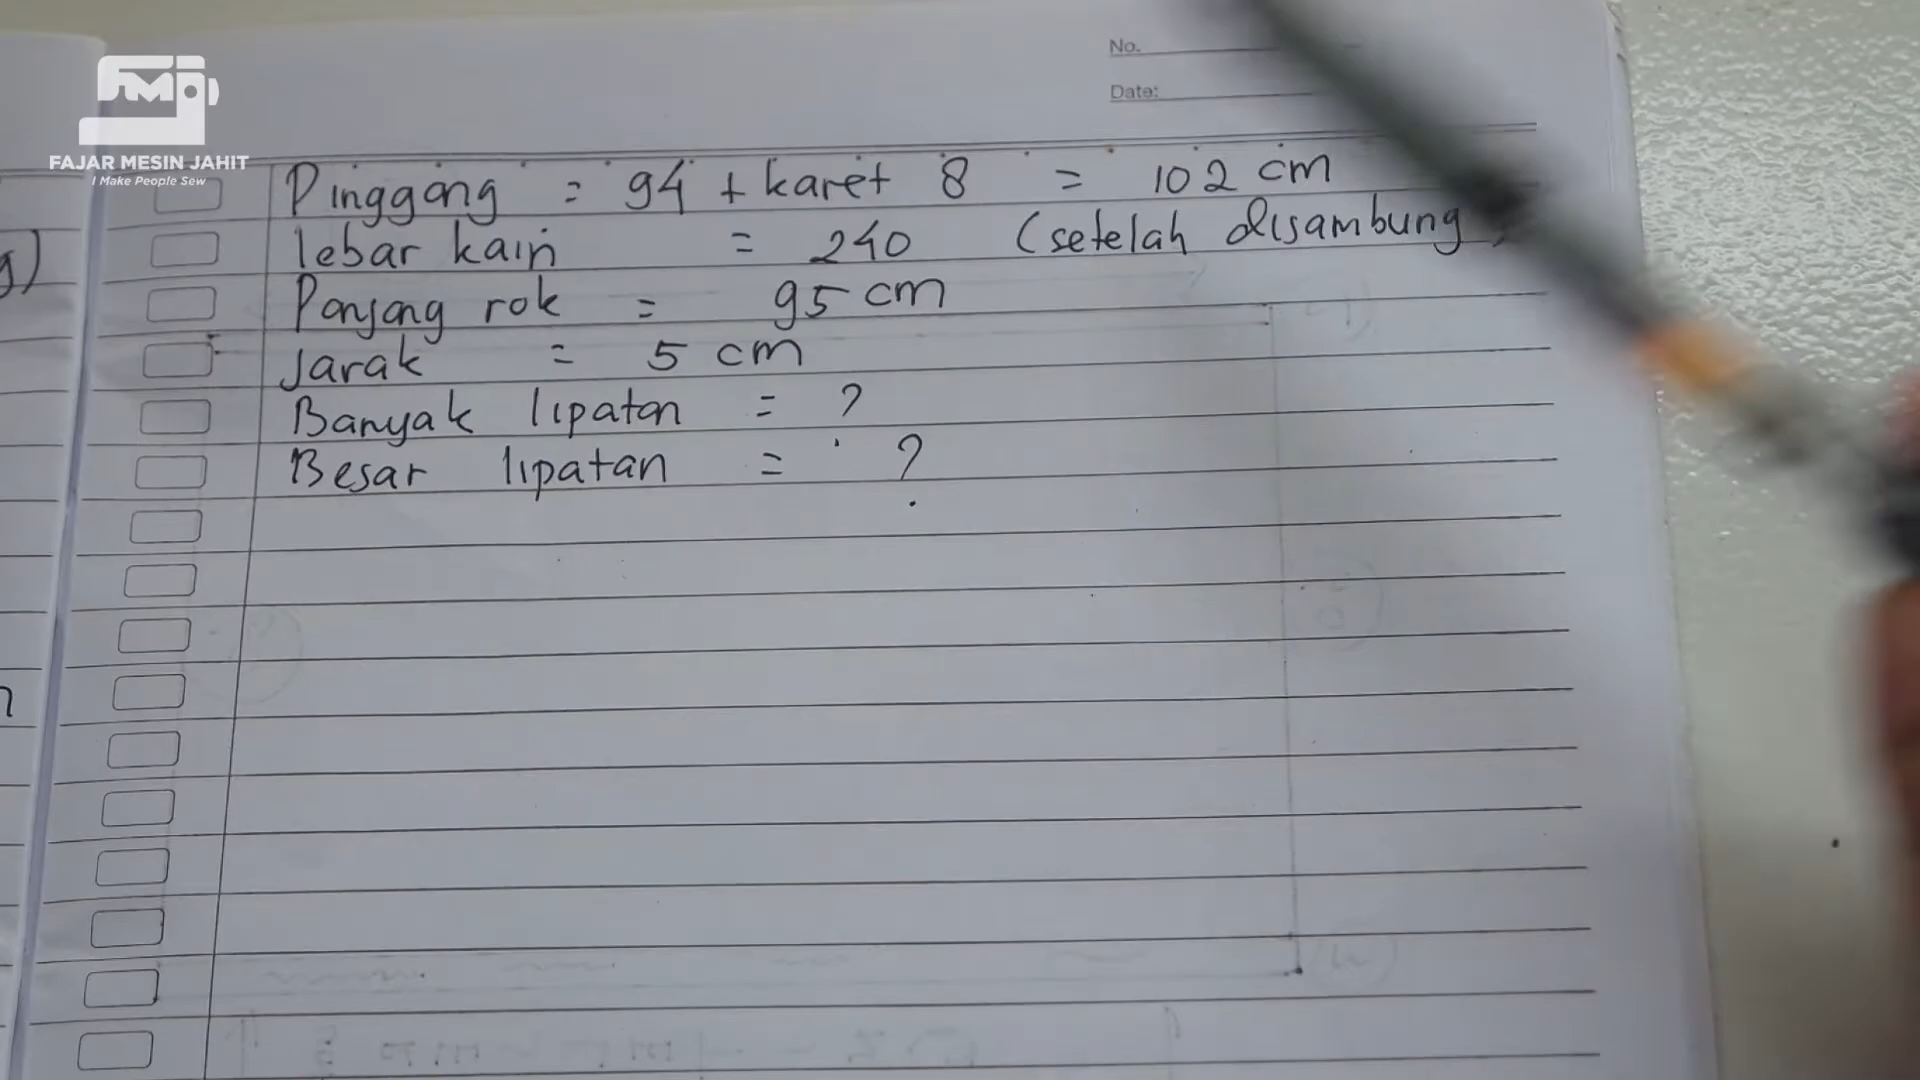 No.
Date:
FAJAR MESIN JAHIT
I Make People Sew
Pinggang = 94 + karet 8 = 102 cm
lebar kain = 240 (setelah disambung
Panjang rok = 95 cm
Jarak = 5 cm
Banyak lipatan = ?
Besar lipatan = ?